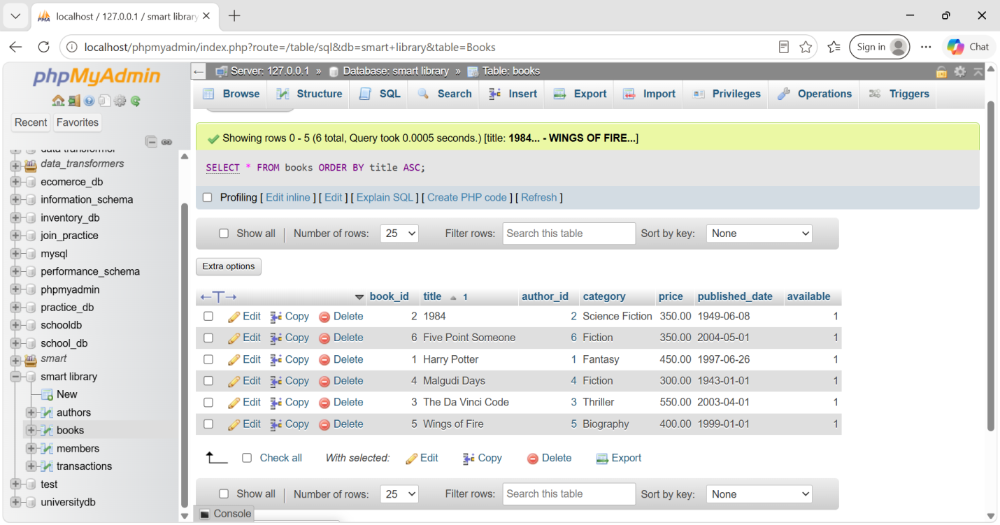 localhost / 127.0.0.1 / smart library
localhost/phpmyadmin/index.php?route=/table/sql&db=smart+library&table=Books
Sign in
Chat
phpMyAdmin
Recent Favorites
data transformer
data_transformers
ecomerce_db
information_schema
inventory_db
join_practice
mysql
performance_schema
phpmyadmin
practice_db
schooldb
school_db
smart
smart library
New
authors
books
members
transactions
test
universitydb
Server: 127.0.0.1 » Database: smart library » Table: books
Browse Structure SQL Search Insert Export Import Privileges Operations Triggers
Showing rows 0 - 5 (6 total, Query took 0.0005 seconds.) [title: 1984... - WINGS OF FIRE...]
SELECT * FROM books ORDER BY title ASC;
Profiling [ Edit inline ] [ Edit ] [ Explain SQL ] [ Create PHP code ] [ Refresh ]
Show all Number of rows: 25 Filter rows: Search this table Sort by key: None
Extra options
book_id title 1 author_id category price published_date available
Edit Copy Delete 2 1984 2 Science Fiction 350.00 1949-06-08 1
Edit Copy Delete 6 Five Point Someone 6 Fiction 350.00 2004-05-01 1
Edit Copy Delete 1 Harry Potter 1 Fantasy 450.00 1997-06-26 1
Edit Copy Delete 4 Malgudi Days 4 Fiction 300.00 1943-01-01 1
Edit Copy Delete 3 The Da Vinci Code 3 Thriller 550.00 2003-04-01 1
Edit Copy Delete 5 Wings of Fire 5 Biography 400.00 1999-01-01 1
Check all With selected: Edit Copy Delete Export
Show all Number of rows: 25 Filter rows: Search this table Sort by key: None
Console